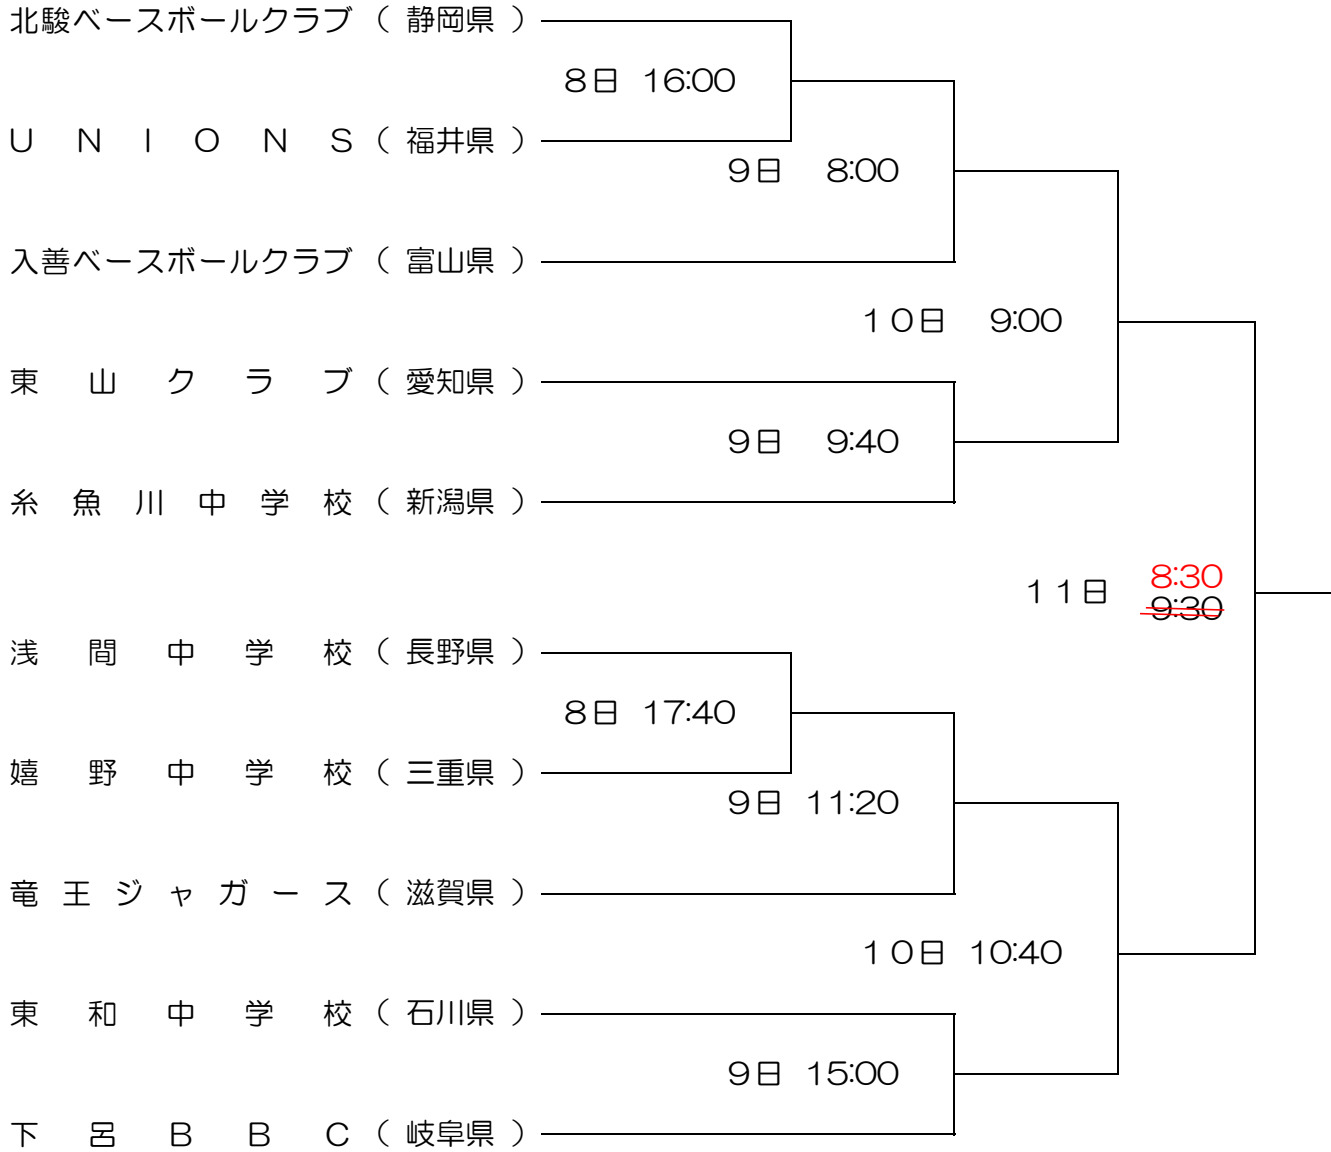 北駿ベースボールクラブ（ 静岡県 ）
８日 16:00
ＵＮＩＯＮＳ（ 福井県 ）
９日 8:00
入善ベースボールクラブ（ 富山県 ）
１０日 9:00
東山クラブ（ 愛知県 ）
９日 9:40
糸魚川中学校（ 新潟県 ）
8:30
１１日
9:30
浅間中学校（ 長野県 ）
８日 17:40
嬉野中学校（ 三重県 ）
９日 11:20
竜王ジャガース（ 滋賀県 ）
１０日 10:40
東和中学校（ 石川県 ）
９日 15:00
下呂ＢＢＣ（ 岐阜県 ）